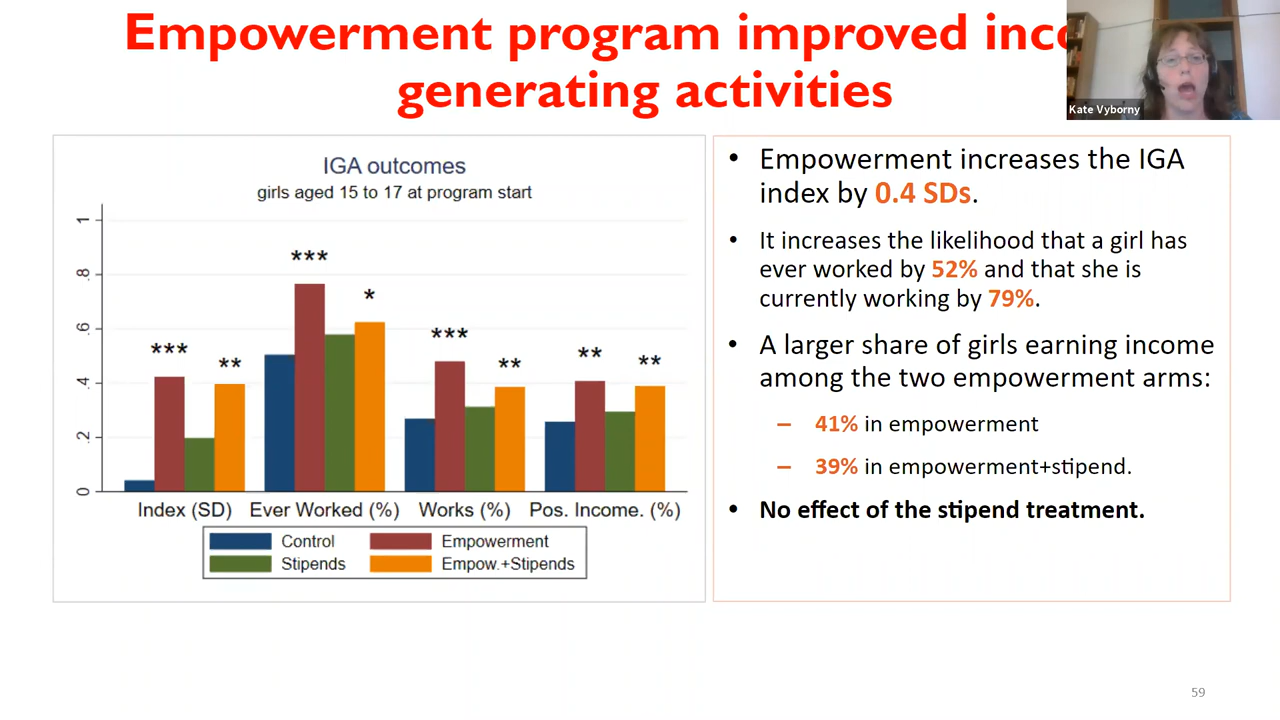 Empowerment program improved inco
generating activities
Kate Vyborny
IGA outcomes
girls aged 15 to 17 at program start
1
.8
.6
.4
.2
0
***
**
***
*
***
**
**
**
Index (SD)
Ever Worked (%)
Works (%)
Pos. Income. (%)
Control
Empowerment
Stipends
Empow.+Stipends
• Empowerment increases the IGA
index by 0.4 SDs.
• It increases the likelihood that a girl has
ever worked by 52% and that she is
currently working by 79%.
• A larger share of girls earning income
among the two empowerment arms:
– 41% in empowerment
– 39% in empowerment+stipend.
• No effect of the stipend treatment.
59